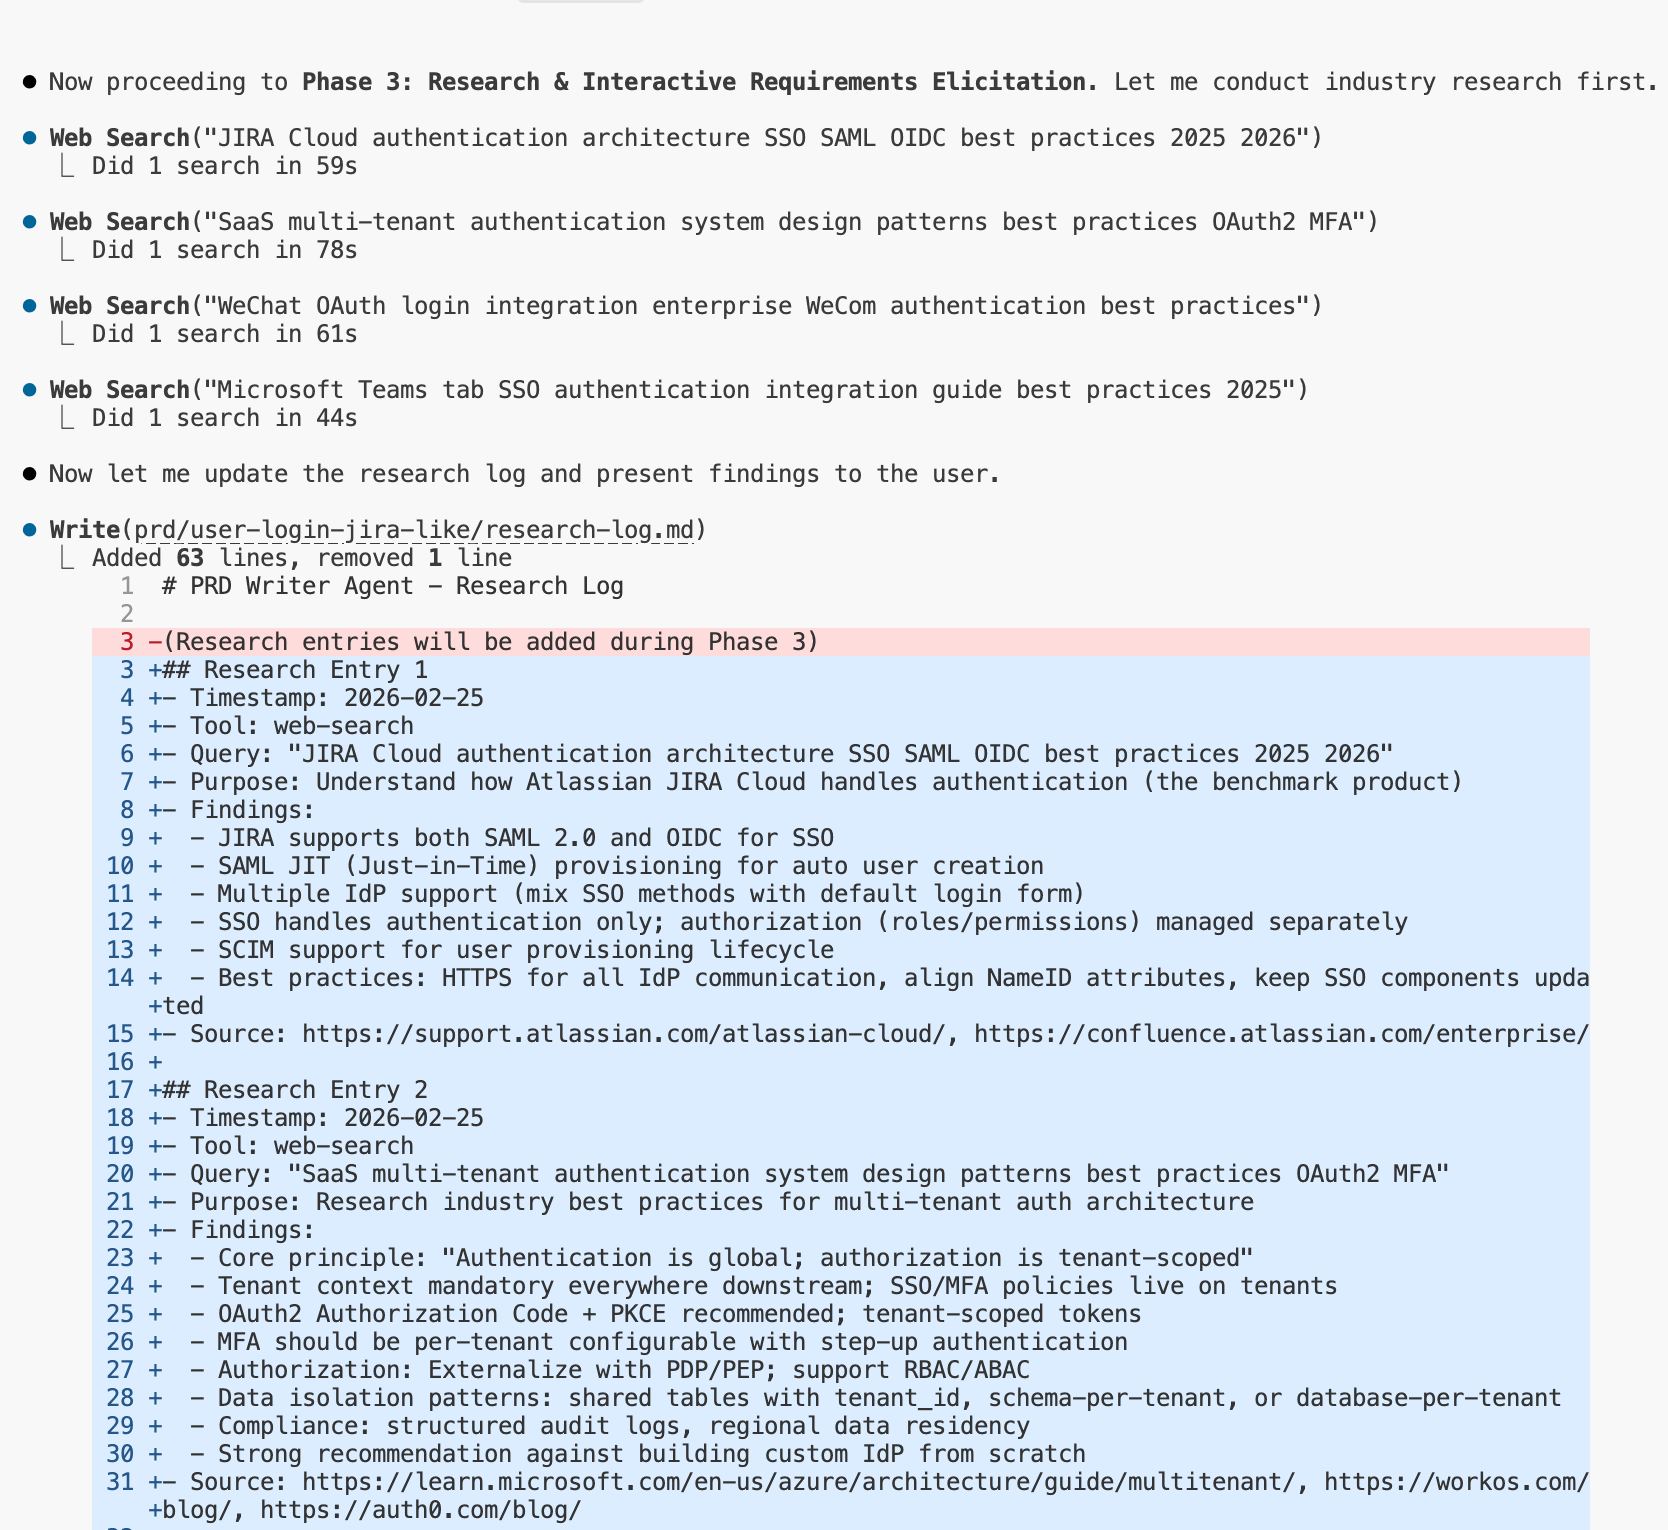 ● Now proceeding to Phase 3: Research & Interactive Requirements Elicitation. Let me conduct industry research first.
● Web Search("JIRA Cloud authentication architecture SSO SAML OIDC best practices 2025 2026")
⎿ Did 1 search in 59s
● Web Search("SaaS multi-tenant authentication system design patterns best practices OAuth2 MFA")
⎿ Did 1 search in 78s
● Web Search("WeChat OAuth login integration enterprise WeCom authentication best practices")
⎿ Did 1 search in 61s
● Web Search("Microsoft Teams tab SSO authentication integration guide best practices 2025")
⎿ Did 1 search in 44s
● Now let me update the research log and present findings to the user.
● Write(prd/user-login-jira-like/research-log.md)
⎿ Added 63 lines, removed 1 line
1 # PRD Writer Agent - Research Log
2
3 -(Research entries will be added during Phase 3)
3 +## Research Entry 1
4 +- Timestamp: 2026-02-25
5 +- Tool: web-search
6 +- Query: "JIRA Cloud authentication architecture SSO SAML OIDC best practices 2025 2026"
7 +- Purpose: Understand how Atlassian JIRA Cloud handles authentication (the benchmark product)
8 +- Findings:
9 +  - JIRA supports both SAML 2.0 and OIDC for SSO
10 +  - SAML JIT (Just-in-Time) provisioning for auto user creation
11 +  - Multiple IdP support (mix SSO methods with default login form)
12 +  - SSO handles authentication only; authorization (roles/permissions) managed separately
13 +  - SCIM support for user provisioning lifecycle
14 +  - Best practices: HTTPS for all IdP communication, align NameID attributes, keep SSO components upda
+ted
15 +- Source: https://support.atlassian.com/atlassian-cloud/, https://confluence.atlassian.com/enterprise/
16 +
17 +## Research Entry 2
18 +- Timestamp: 2026-02-25
19 +- Tool: web-search
20 +- Query: "SaaS multi-tenant authentication system design patterns best practices OAuth2 MFA"
21 +- Purpose: Research industry best practices for multi-tenant auth architecture
22 +- Findings:
23 +  - Core principle: "Authentication is global; authorization is tenant-scoped"
24 +  - Tenant context mandatory everywhere downstream; SSO/MFA policies live on tenants
25 +  - OAuth2 Authorization Code + PKCE recommended; tenant-scoped tokens
26 +  - MFA should be per-tenant configurable with step-up authentication
27 +  - Authorization: Externalize with PDP/PEP; support RBAC/ABAC
28 +  - Data isolation patterns: shared tables with tenant_id, schema-per-tenant, or database-per-tenant
29 +  - Compliance: structured audit logs, regional data residency
30 +  - Strong recommendation against building custom IdP from scratch
31 +- Source: https://learn.microsoft.com/en-us/azure/architecture/guide/multitenant/, https://workos.com/
+blog/, https://auth0.com/blog/